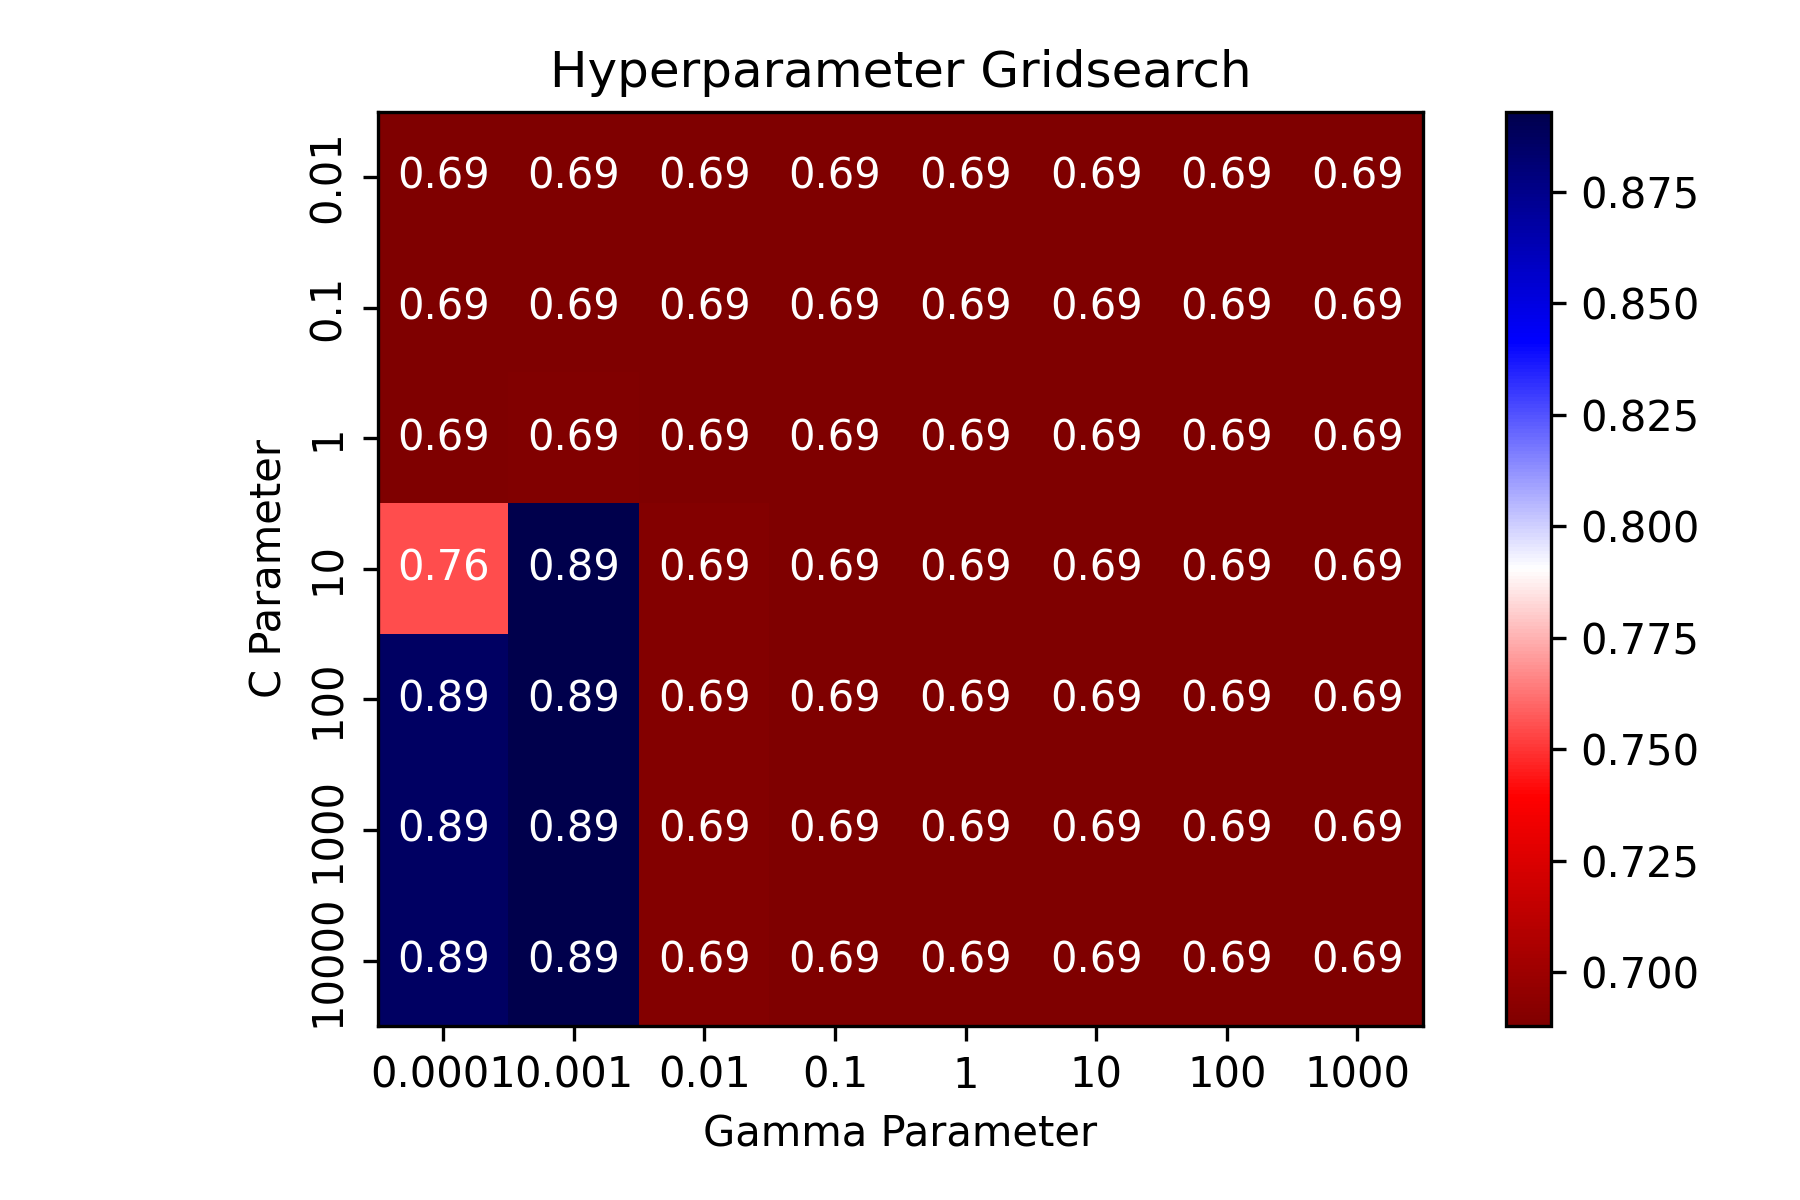 Hyperparameter Gridsearch
C Parameter
0.01 0.69 0.69 0.69 0.69 0.69 0.69 0.69 0.69
0.1 0.69 0.69 0.69 0.69 0.69 0.69 0.69 0.69
1 0.69 0.69 0.69 0.69 0.69 0.69 0.69 0.69
10 0.76 0.89 0.69 0.69 0.69 0.69 0.69 0.69
100 0.89 0.89 0.69 0.69 0.69 0.69 0.69 0.69
1000 0.89 0.89 0.69 0.69 0.69 0.69 0.69 0.69
10000 0.89 0.89 0.69 0.69 0.69 0.69 0.69 0.69
0.0001 0.001 0.01 0.1 1 10 100 1000
Gamma Parameter
0.875
0.850
0.825
0.800
0.775
0.750
0.725
0.700